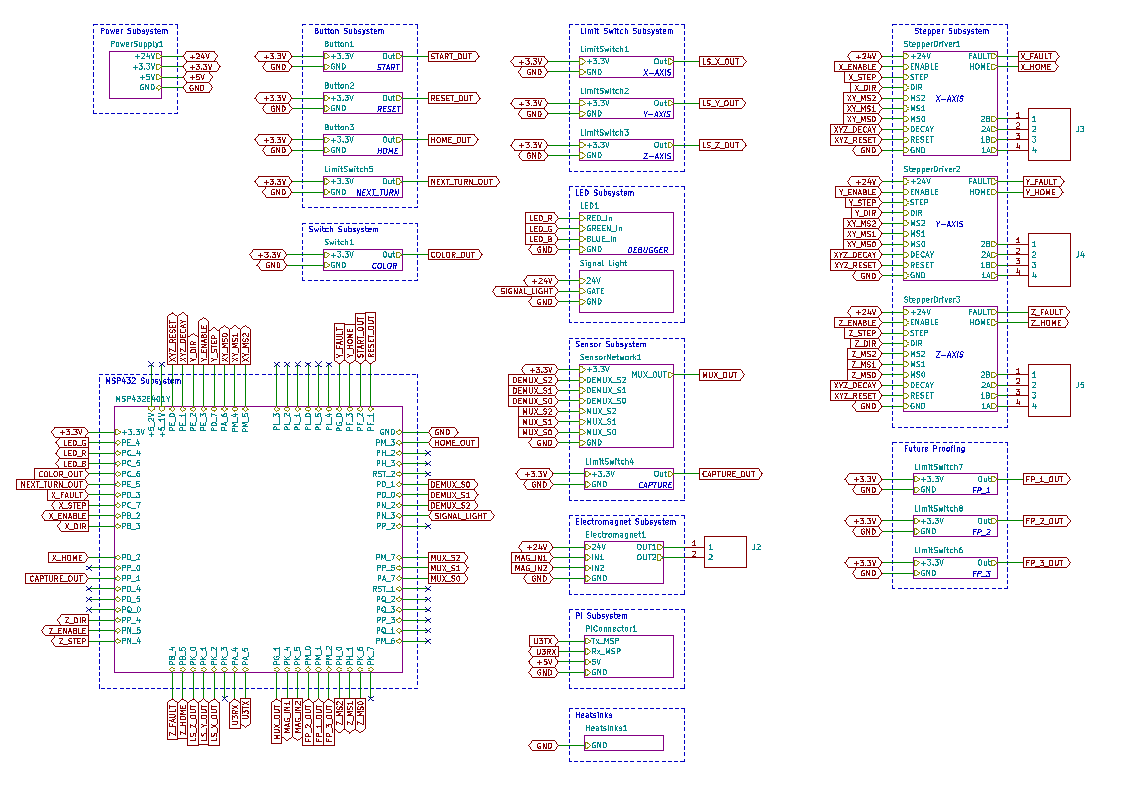 Power Subsystem
PowerSupply1
+24V +24V
+3.3V +3.3V
+5V +5V
GND GND
Button Subsystem
Button1
+3.3V +3.3V Out START_OUT
GND GND START
Button2
+3.3V +3.3V Out RESET_OUT
GND GND RESET
Button3
+3.3V +3.3V Out HOME_OUT
GND GND HOME
LimitSwitch5
+3.3V +3.3V Out NEXT_TURN_OUT
GND GND NEXT_TURN
Switch Subsystem
Switch1
+3.3V +3.3V Out COLOR_OUT
GND GND COLOR
Limit Switch Subsystem
LimitSwitch1
+3.3V +3.3V Out LS_X_OUT
GND GND X-AXIS
LimitSwitch2
+3.3V +3.3V Out LS_Y_OUT
GND GND Y-AXIS
LimitSwitch3
+3.3V +3.3V Out LS_Z_OUT
GND GND Z-AXIS
LED Subsystem
LED1
LED_R RED_In
LED_G GREEN_In
LED_B BLUE_In
GND GND DEBUGGER
Signal Light
+24V 24V
SIGNAL_LIGHT GATE
GND GND
Sensor Subsystem
SensorNetwork1
+3.3V +3.3V MUX_OUT MUX_OUT
DEMUX_S2 DEMUX_S2
DEMUX_S1 DEMUX_S1
DEMUX_S0 DEMUX_S0
MUX_S2 MUX_S2
MUX_S1 MUX_S1
MUX_S0 MUX_S0
GND GND
LimitSwitch4
+3.3V +3.3V Out CAPTURE_OUT
GND GND CAPTURE
Electromagnet Subsystem
Electromagnet1
+24V 24V OUT1 1 1 J2
MAG_IN1 IN1 OUT2 2 2
MAG_IN2 IN2
GND GND
Pi Subsystem
PiConnector1
U3TX Tx_MSP
U3RX Rx_MSP
+5V 5V
GND GND
Heatsinks
Heatsinks1
GND GND
Stepper Subsystem
StepperDriver1
+24V +24V FAULT X_FAULT
X_ENABLE ENABLE HOME X_HOME
X_STEP STEP
X_DIR DIR
XY_MS2 MS2 X-AXIS
XY_MS1 MS1
XY_MS0 MS0 2B 1 1
XYZ_DECAY DECAY 2A 2 2 J3
XYZ_RESET RESET 1B 3 3
GND GND 1A 4 4
StepperDriver2
+24V +24V FAULT Y_FAULT
Y_ENABLE ENABLE HOME Y_HOME
Y_STEP STEP
Y_DIR DIR
XY_MS2 MS2 Y-AXIS
XY_MS1 MS1
XY_MS0 MS0 2B 1 1
XYZ_DECAY DECAY 2A 2 2 J4
XYZ_RESET RESET 1B 3 3
GND GND 1A 4 4
StepperDriver3
+24V +24V FAULT Z_FAULT
Z_ENABLE ENABLE HOME Z_HOME
Z_STEP STEP
Z_DIR DIR
Z_MS2 MS2 Z-AXIS
Z_MS1 MS1
Z_MS0 MS0 2B 1 1
XYZ_DECAY DECAY 2A 2 2 J5
XYZ_RESET RESET 1B 3 3
GND GND 1A 4 4
Future Proofing
LimitSwitch7
+3.3V +3.3V Out FP_1_OUT
GND GND FP_1
LimitSwitch8
+3.3V +3.3V Out FP_2_OUT
GND GND FP_2
LimitSwitch6
+3.3V +3.3V Out FP_3_OUT
GND GND FP_3
MSP432 Subsystem
MSP432E401Y
XYZ_RESET XYZ_DECAY Y_DIR Y_ENABLE Y_STEP XY_MS0 XY_MS1 XY_MS2 Y_FAULT Y_HOME START_OUT RESET_OUT
+3.3V +3.3V
LED_G PE_4
LED_R PC_4
LED_B PC_5
COLOR_OUT PC_6
NEXT_TURN_OUT PE_5
X_FAULT PD_3
X_STEP PC_7
X_ENABLE PB_2
X_DIR PB_3
X_HOME PD_2
PP_0
CAPTURE_OUT PP_1
PD_4
PD_5
PQ_0
Z_DIR PP_4
Z_ENABLE PN_5
Z_STEP PN_4
GND GND
PM_3 HOME_OUT
PH_2
PH_3
RST_2
PD_1 DEMUX_S0
PD_0 DEMUX_S1
PN_2 DEMUX_S2
PN_3 SIGNAL_LIGHT
PP_2
PM_7 MUX_S2
PP_5 MUX_S1
PA_7 MUX_S0
RST_1
PQ_2
PQ_3
PP_3
PQ_1
PM_6
PB_4 PB_5 PK_0 PK_1 PK_2 PK_3 PA_4 PA_5 PG_1 PK_4 PK_5 PM_0 PM_1 PM_2 PH_0 PH_1 PK_6 PK_7
Z_FAULT Z_HOME LS_Z_OUT LS_Y_OUT LS_X_OUT U3RX U3TX MUX_OUT MAG_IN1 MAG_IN2 FP_2_OUT FP_1_OUT FP_3_OUT Z_MS2 Z_MS1 Z_MS0